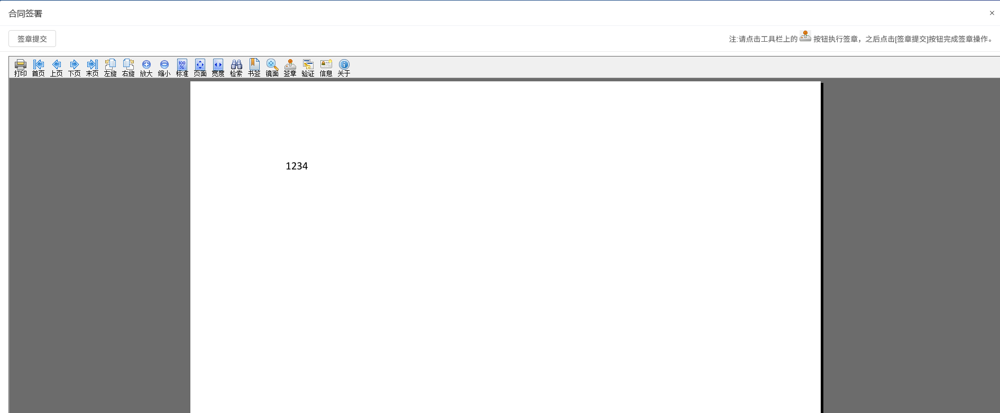 合同签署
×
签章提交
注:请点击工具栏上的 按钮执行签章，之后点击[签章提交]按钮完成签章操作。
打印 首页 上页 下页 末页 左旋 右旋 放大 缩小 标准 页面 宽度 检索 书签 镜面 签章 验证 信息 关于
1234